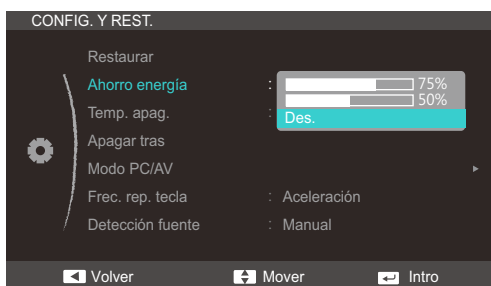 CONFIG. Y REST.
Restaurar
Ahorro energía : 75%
50%
Temp. apag. : Des.
Apagar tras
Modo PC/AV
Frec. rep. tecla : Aceleración
Detección fuente : Manual
Volver Mover Intro